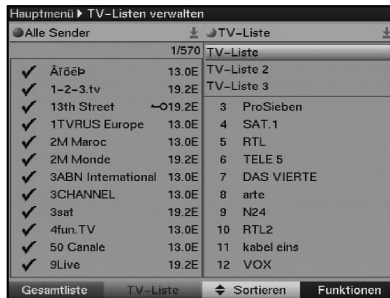 Hauptmenü ▶ TV-Listen verwalten
Alle Sender
1/570
✓ ÂïöëÞ 13.0E
✓ 1-2-3.tv 19.2E
✓ 13th Street 19.2E
✓ 1TVRUS Europe 13.0E
✓ 2M Maroc 13.0E
✓ 2M Monde 19.2E
✓ 3ABN International 13.0E
✓ 3CHANNEL 13.0E
✓ 3sat 19.2E
✓ 4fun.TV 13.0E
✓ 50 Canale 13.0E
✓ 9Live 19.2E
TV-Liste
TV-Liste
TV-Liste 2
TV-Liste 3
3 ProSieben
4 SAT.1
5 RTL
6 TELE 5
7 DAS VIERTE
8 arte
9 N24
10 RTL2
11 kabel eins
12 VOX
Gesamtliste TV-Liste Sortieren Funktionen